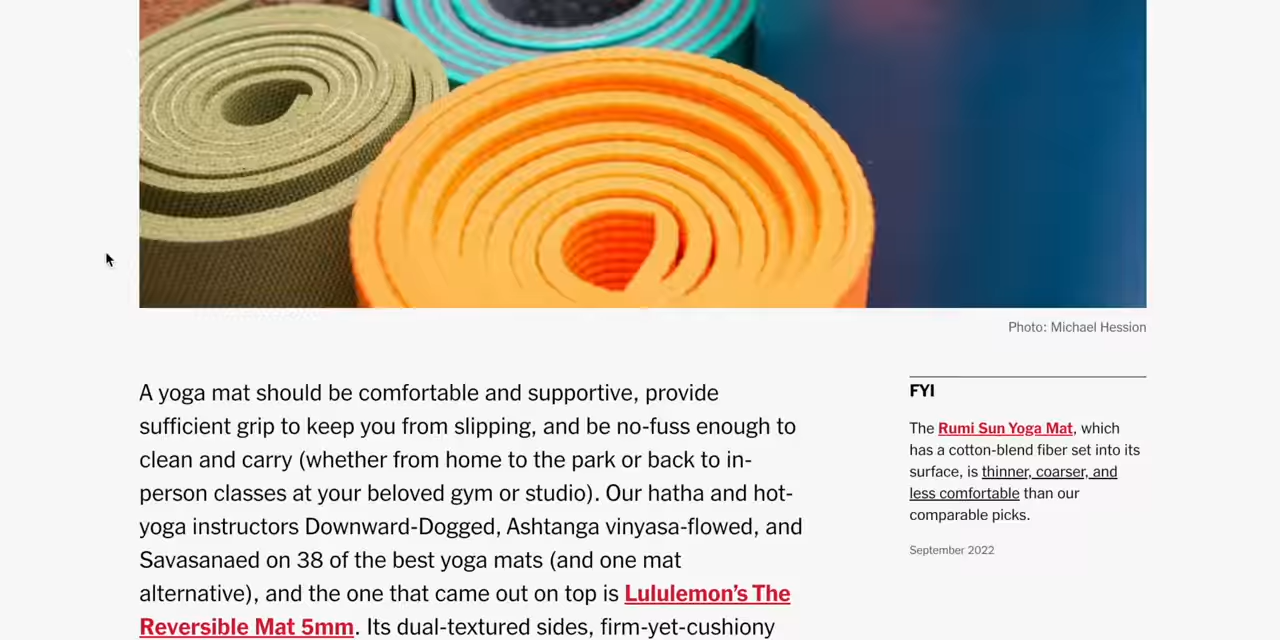 Photo: Michael Hession
A yoga mat should be comfortable and supportive, provide
sufficient grip to keep you from slipping, and be no-fuss enough to
clean and carry (whether from home to the park or back to in-
person classes at your beloved gym or studio). Our hatha and hot-
yoga instructors Downward-Dogged, Ashtanga vinyasa-flowed, and
Savasanaed on 38 of the best yoga mats (and one mat
alternative), and the one that came out on top is Lululemon’s The
Reversible Mat 5mm. Its dual-textured sides, firm-yet-cushiony
FYI
The Rumi Sun Yoga Mat, which
has a cotton-blend fiber set into its
surface, is thinner, coarser, and
less comfortable than our
comparable picks.
September 2022